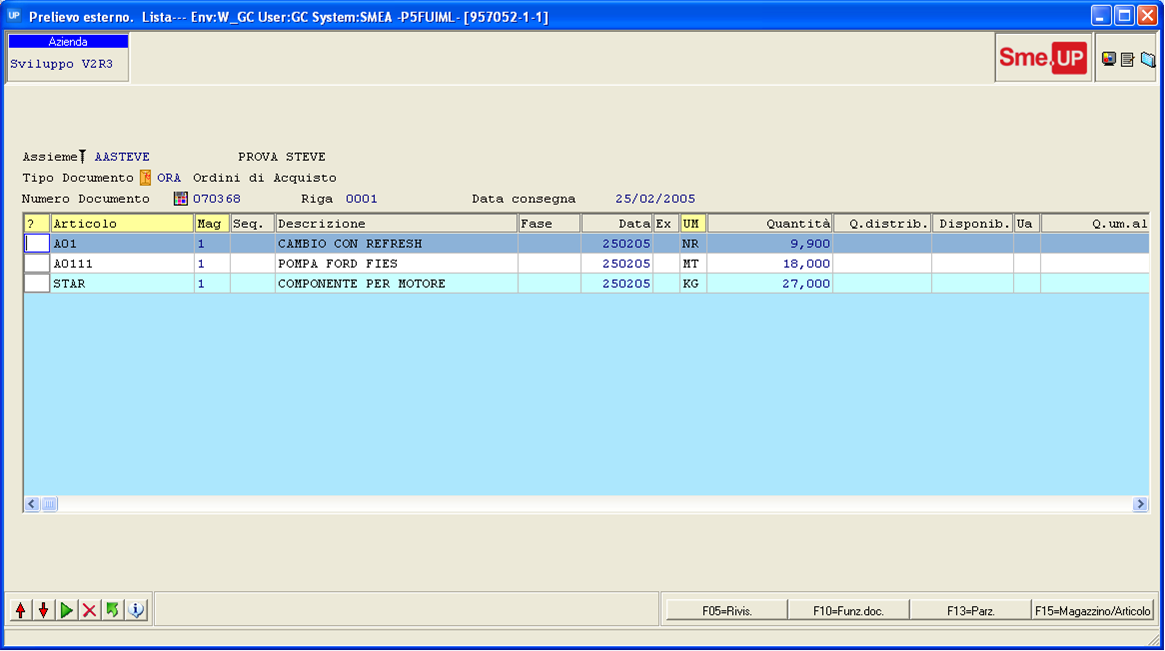 UP Prelievo esterno. Lista--- Env:W_GC User:GC System:SMEA -P5FUIML- [957052-1-1]
Azienda
Sviluppo V2R3
Sme.UP
Assieme AASTEVE PROVA STEVE
Tipo Documento ORA Ordini di Acquisto
Numero Documento 070368 Riga 0001 Data consegna 25/02/2005
? Articolo Mag Seq. Descrizione Fase Data Ex UM Quantità Q.distrib. Disponib. Ua Q.um.al
A01 1 CAMBIO CON REFRESH 250205 NR 9,900
A0111 1 POMPA FORD FIES 250205 MT 18,000
STAR 1 COMPONENTE PER MOTORE 250205 KG 27,000
F05=Rivis. F10=Funz.doc. F13=Parz. F15=Magazzino/Articolo